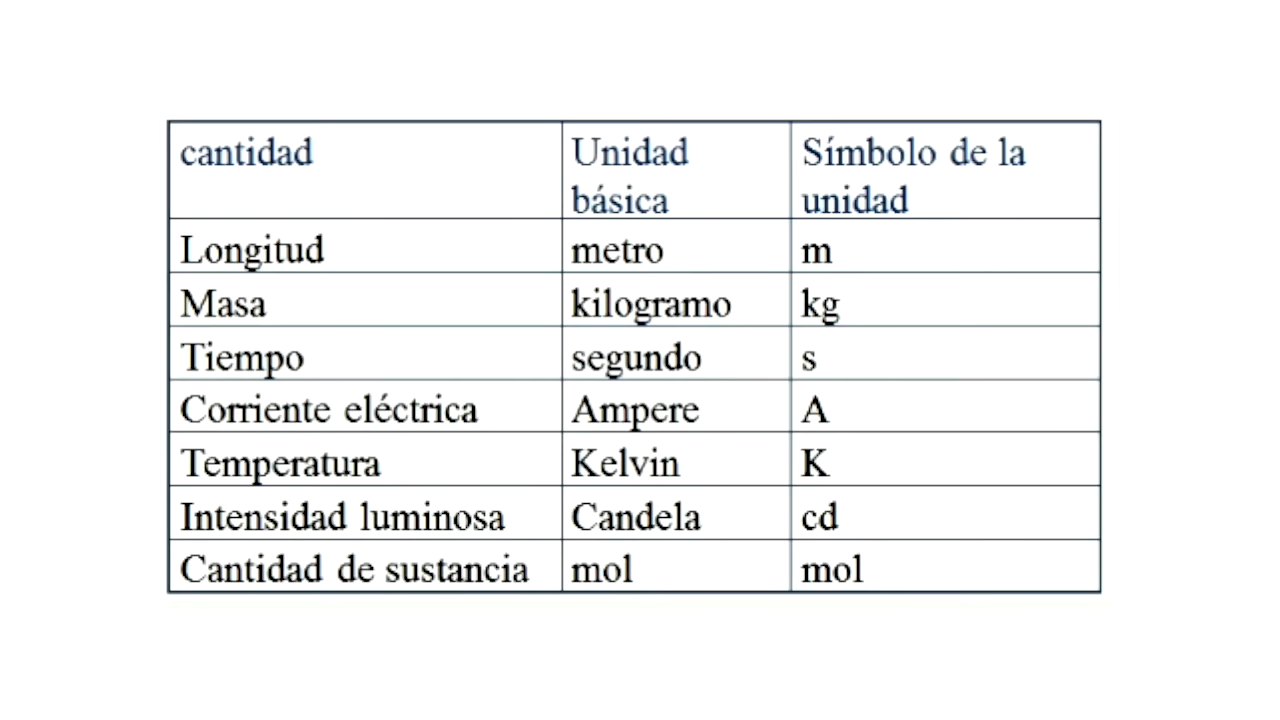 cantidad Unidad básica Símbolo de la unidad
Longitud metro m
Masa kilogramo kg
Tiempo segundo s
Corriente eléctrica Ampere A
Temperatura Kelvin K
Intensidad luminosa Candela cd
Cantidad de sustancia mol mol